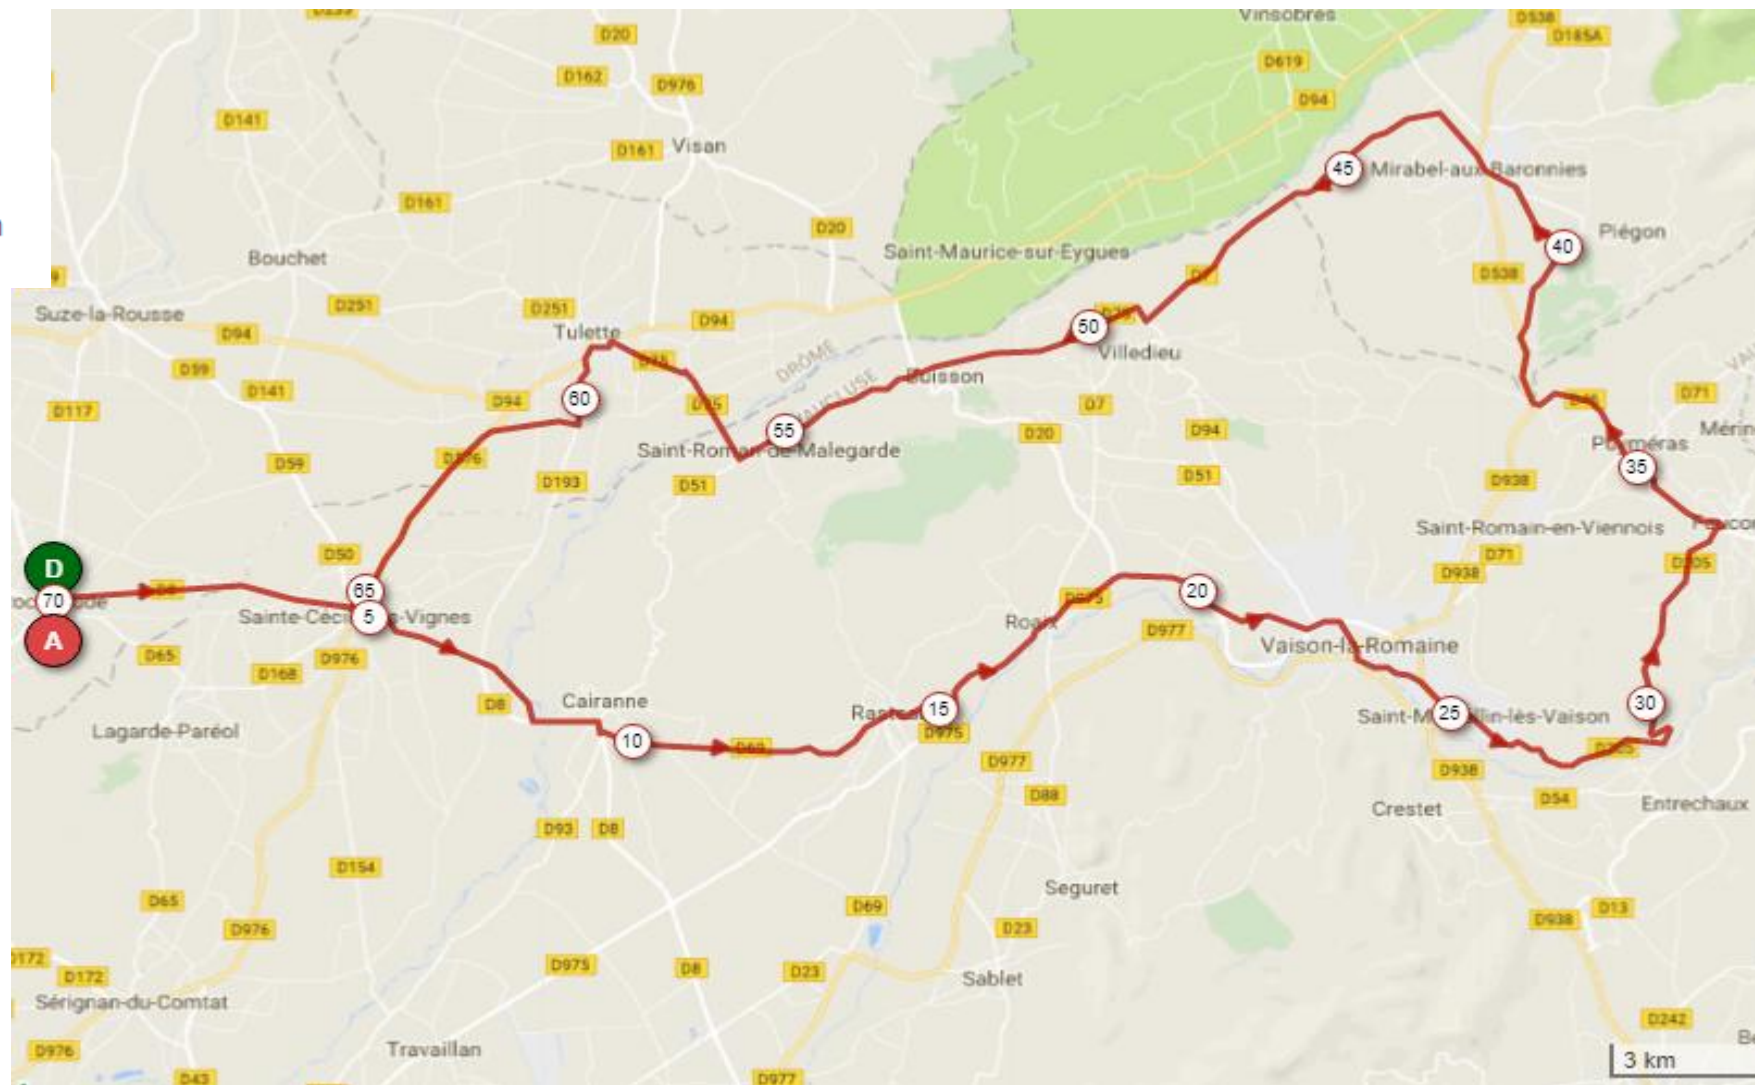 Vinsobres
D538
D20
D185A
D162
D976
D619
D94
D141
D161
Visan
Mirabel-aux-Baronnies
45
D161
D20
Piégon
40
Bouchet
Saint-Maurice-sur-Eygues
D538
Suze-la-Rousse
D251
D251
D94
D94
Tulette
DRÔME
VAUCLUSE
50
Villedieu
D59
D141
Buisson
D117
D94
60
D7
D71
D20
D94
55
Saint-Roman-de-Malegarde
Puyméras
35
D59
D193
D51
D51
D938
Saint-Romain-en-Viennois
D50
D71
D938
D
70
A
65
5
Sainte-Cécile-les-Vignes
20
D975
Roaix
D977
Vaison-la-Romaine
D65
D168
D976
D8
Cairanne
10
15
D975
25
30
Lagarde-Paréol
D977
D938
D88
D54
Crestet
Entrechaux
D93
D8
D154
Seguret
D65
D69
D13
D938
D976
D23
D172
D172
D975
D8
D23
Sablet
Sérignan-du-Comtat
D242
D976
Travaillan
3 km
D43
D977